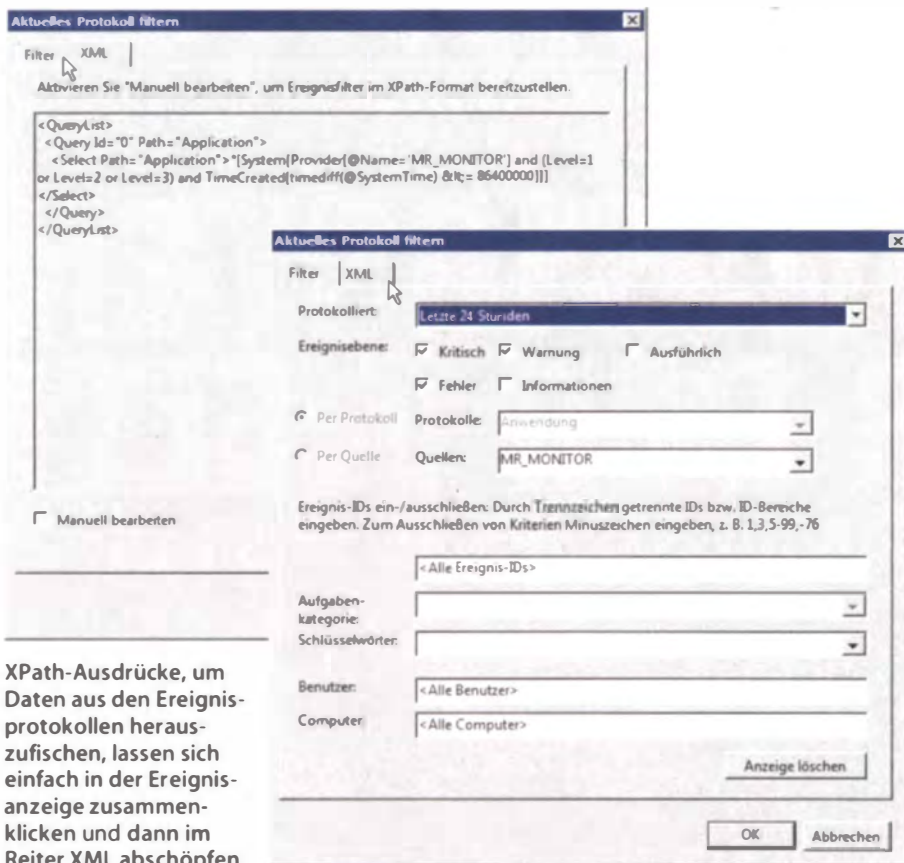 Aktuelles Protokoll filtern
Filter XML
Aktivieren Sie "Manuell bearbeiten", um Ereignisfilter im XPath-Format bereitzustellen.
<QueryList>
<Query Id="0" Path="Application">
<Select Path="Application">*[System[Provider[@Name='MR_MONITOR'] and (Level=1
or Level=2 or Level=3) and TimeCreated[timediff(@SystemTime) &lt;= 86400000]]]
</Select>
</Query>
</QueryList>
Manuell bearbeiten
Aktuelles Protokoll filtern
Filter XML
Protokolliert: Letzte 24 Stunden
Ereignisebene: Kritisch Warnung Ausführlich
Fehler Informationen
Per Protokoll Protokolle: Anwendung
Per Quelle Quellen: MR_MONITOR
Ereignis-IDs ein-/ausschließen: Durch Trennzeichen getrennte IDs bzw. ID-Bereiche
eingeben. Zum Ausschließen von Kriterien Minuszeichen eingeben, z. B. 1,3,5-99,-76
<Alle Ereignis-IDs>
Aufgaben-
kategorie:
Schlüsselwörter:
Benutzer: <Alle Benutzer>
Computer: <Alle Computer>
Anzeige löschen
OK Abbrechen
XPath-Ausdrücke, um
Daten aus den Ereignis-
protokollen heraus-
zufischen, lassen sich
einfach in der Ereignis-
anzeige zusammen-
klicken und dann im
Reiter XML abschöpfen